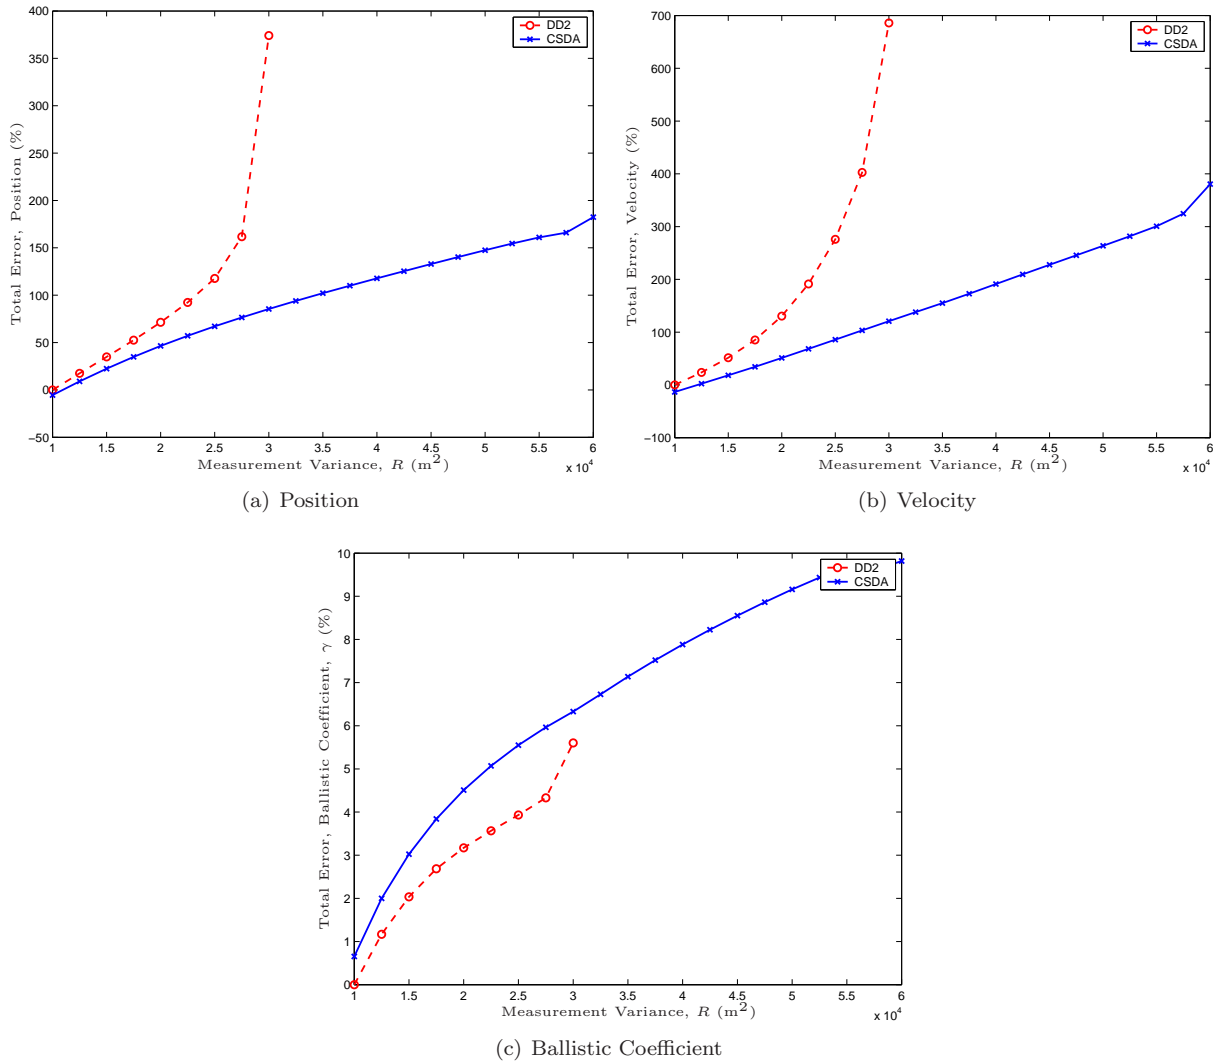 400
350
300
250
200
150
100
50
0
−50
Total Error, Position (%)
DD2
CSDA
1 1.5 2 2.5 3 3.5 4 4.5 5 5.5 6
x 10^4
Measurement Variance, R (m^2)
(a) Position
700
600
500
400
300
200
100
0
−100
Total Error, Velocity (%)
DD2
CSDA
1 1.5 2 2.5 3 3.5 4 4.5 5 5.5 6
x 10^4
Measurement Variance, R (m^2)
(b) Velocity
10
9
8
7
6
5
4
3
2
1
0
Total Error, Ballistic Coefficient, γ (%)
DD2
CSDA
1 1.5 2 2.5 3 3.5 4 4.5 5 5.5 6
x 10^4
Measurement Variance, R (m^2)
(c) Ballistic Coefficient